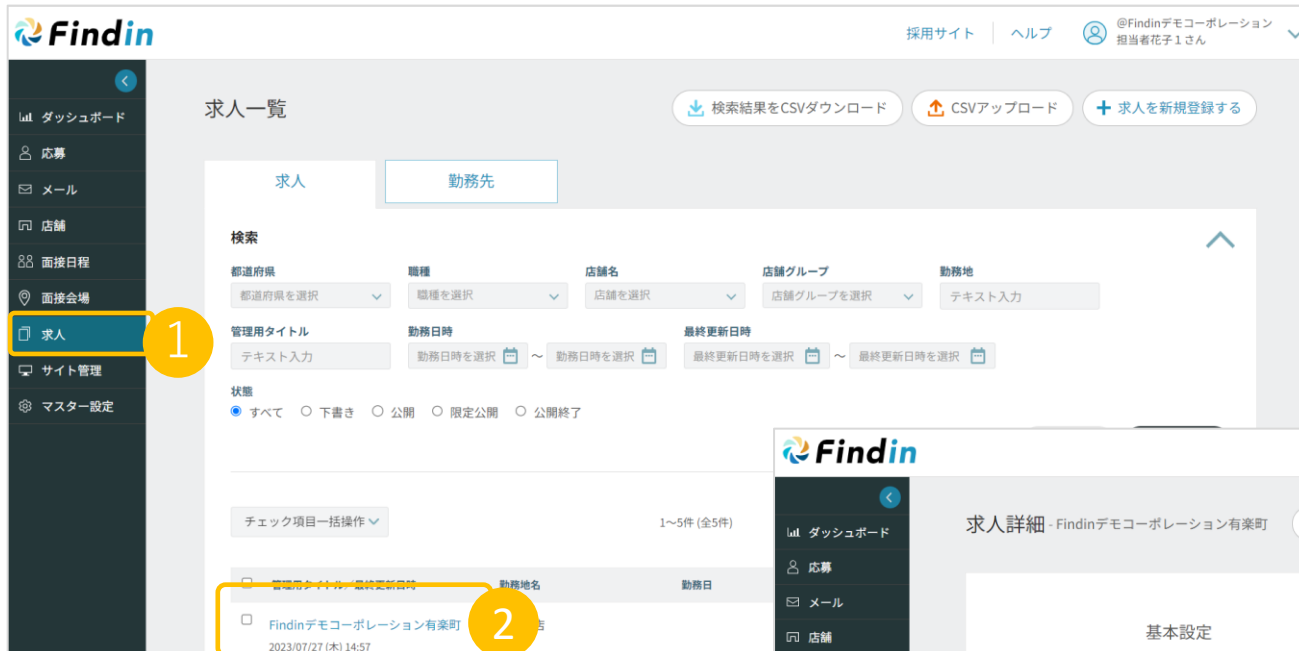 Findin
採用サイト ヘルプ @Findinデモコーポレーション
担当者花子１さん
ダッシュボード
応募
メール
店舗
面接日程
面接会場
求人
サイト管理
マスター設定
1
求人一覧
検索結果をCSVダウンロード CSVアップロード 求人を新規登録する
求人 勤務先
検索
都道府県 職種 店舗名 店舗グループ 勤務地
都道府県を選択 職種を選択 店舗を選択 店舗グループを選択 テキスト入力
管理用タイトル 勤務日時 最終更新日時
テキスト入力 勤務日時を選択 ～ 勤務日時を選択 最終更新日時を選択 ～ 最終更新日時を選択
状態
すべて 下書き 公開 限定公開 公開終了
チェック項目一括操作 1～5件 (全5件)
管理用タイトル／最終更新日時 勤務地名 勤務日
Findinデモコーポレーション有楽町 2 店
2023/07/27 (木) 14:57
Findin
ダッシュボード
応募
メール
店舗
求人詳細 - Findinデモコーポレーション有楽町
基本設定